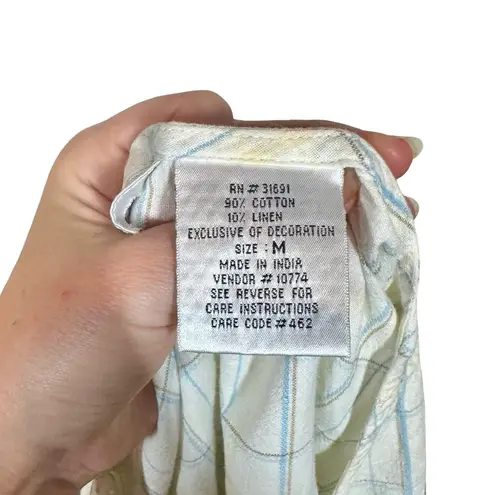 RN # 31691
90% COTTON
10% LINEN
EXCLUSIVE OF DECORATION
SIZE : M
MADE IN INDIA
VENDOR # 10774
SEE REVERSE FOR
CARE INSTRUCTIONS
CARE CODE # 462